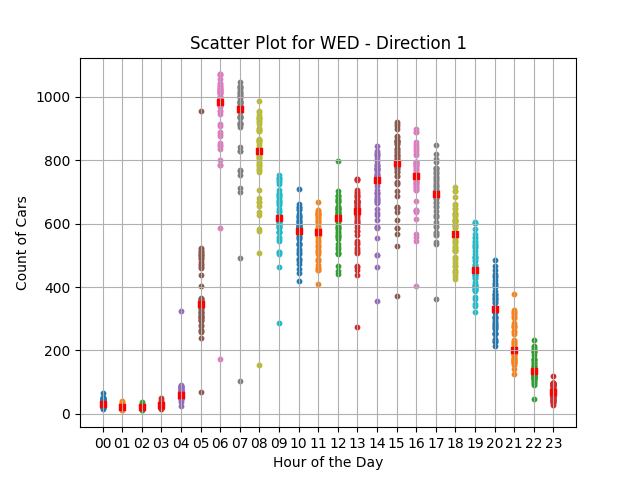 Scatter Plot for WED - Direction 1
Count of Cars
1000
800
600
400
200
0
00 01 02 03 04 05 06 07 08 09 10 11 12 13 14 15 16 17 18 19 20 21 22 23
Hour of the Day